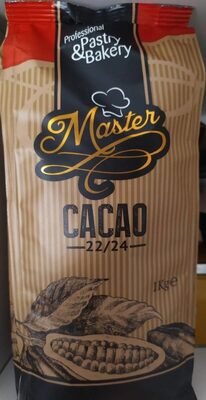 Professional
Pastry
& Bakery
Master
CACAO
22/24
1Kg e